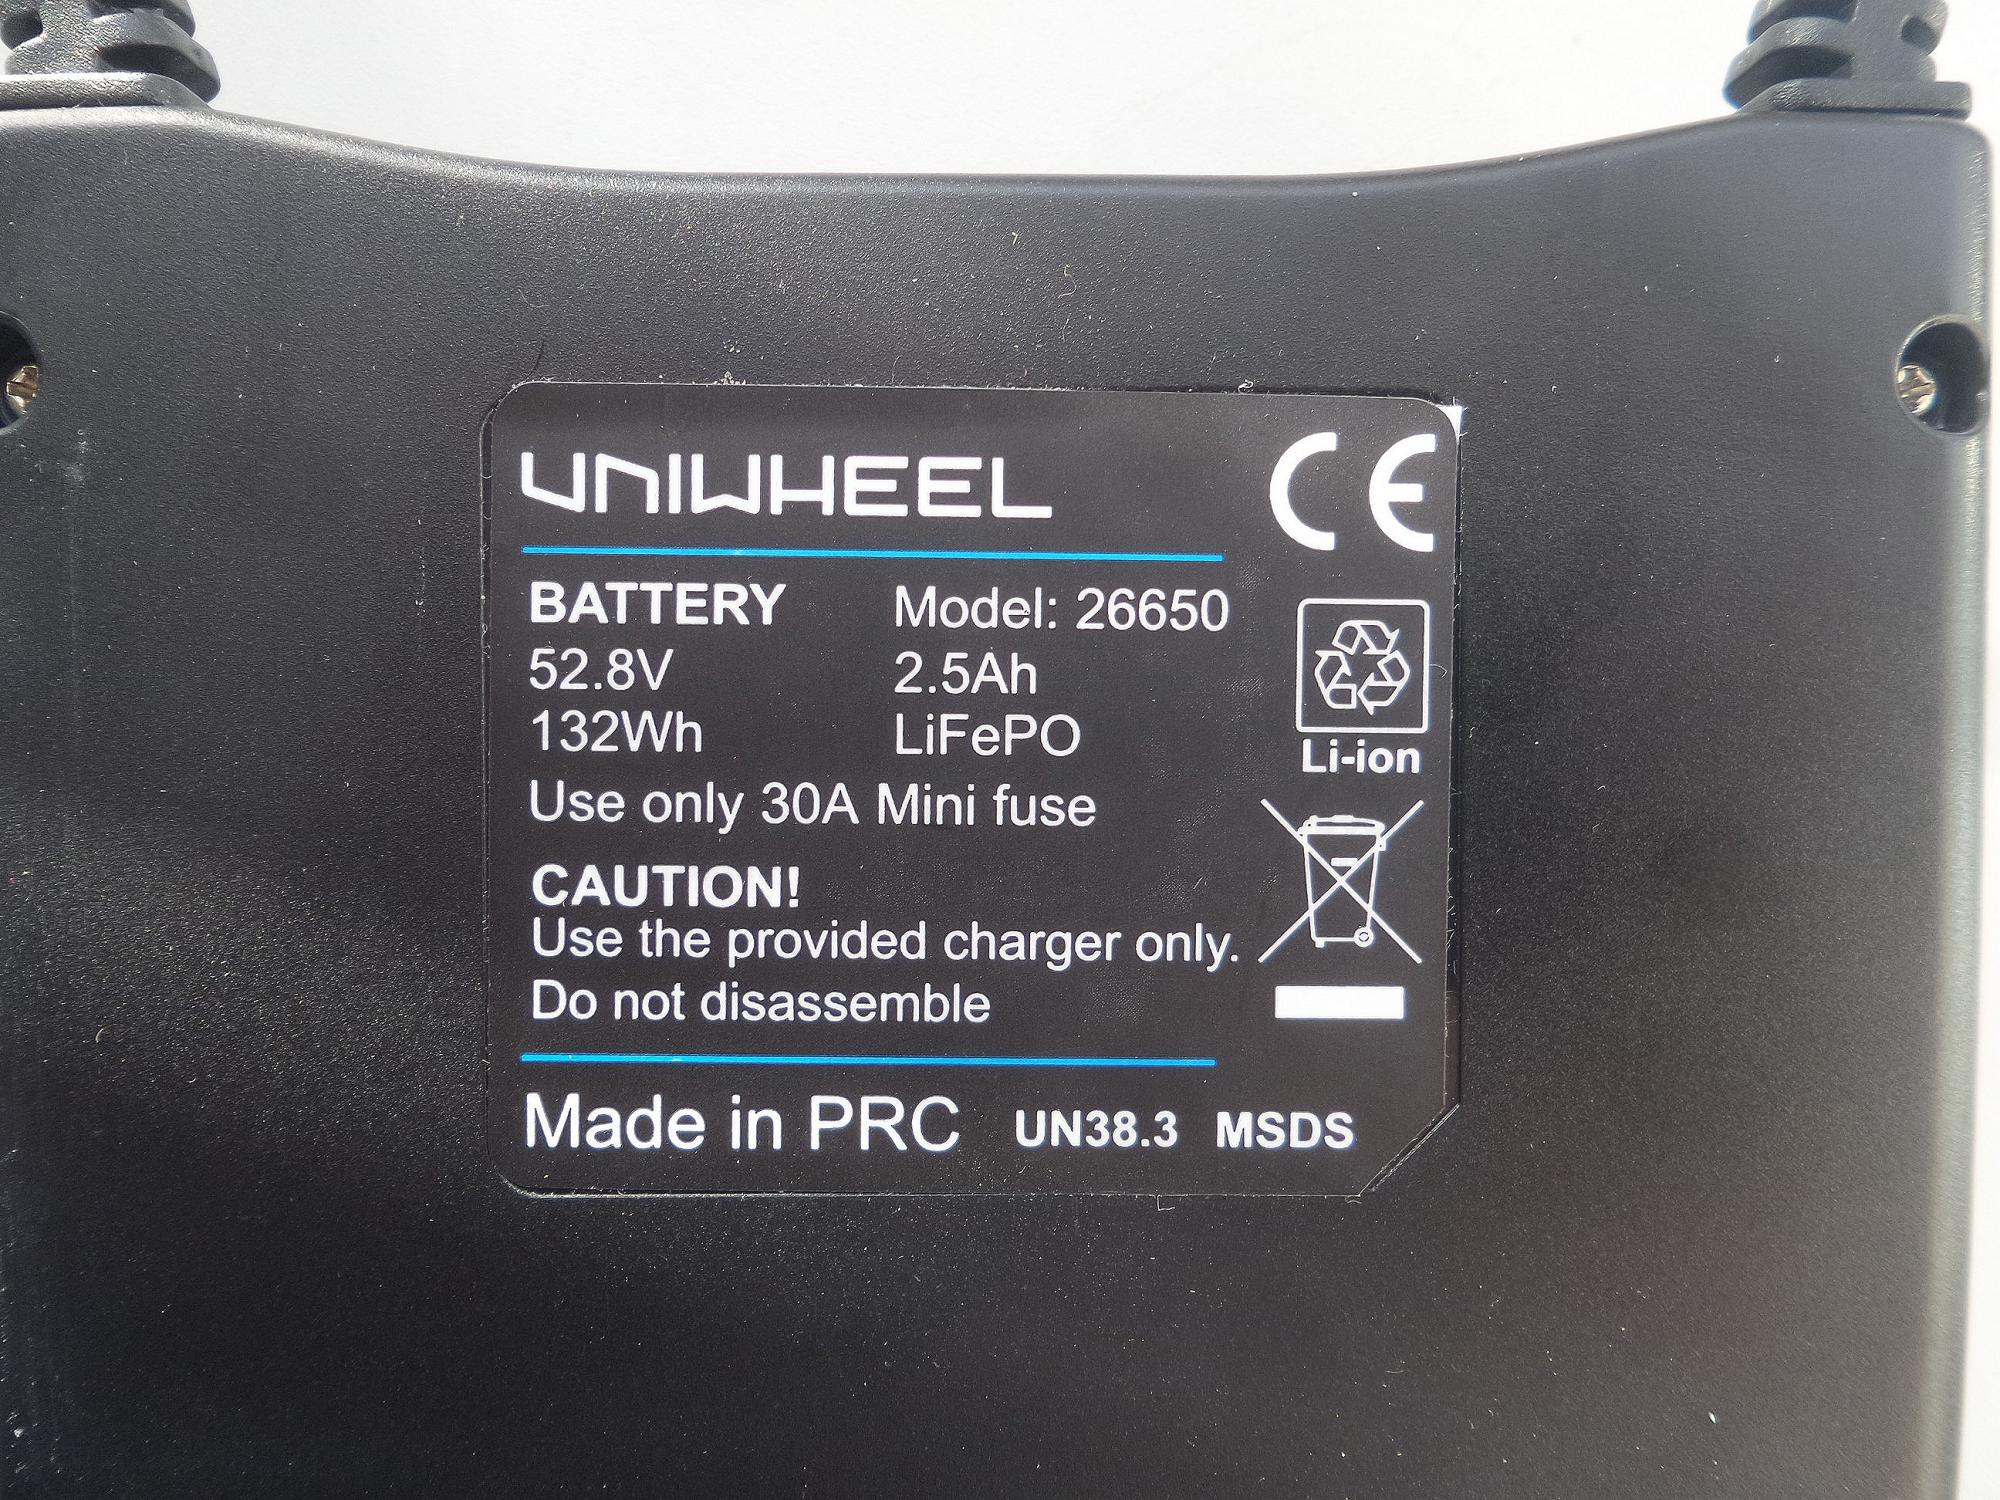 UNIWHEEL
CE
BATTERY Model: 26650
52.8V 2.5Ah
132Wh LiFePO
Li-ion
Use only 30A Mini fuse
CAUTION!
Use the provided charger only.
Do not disassemble
Made in PRC UN38.3 MSDS